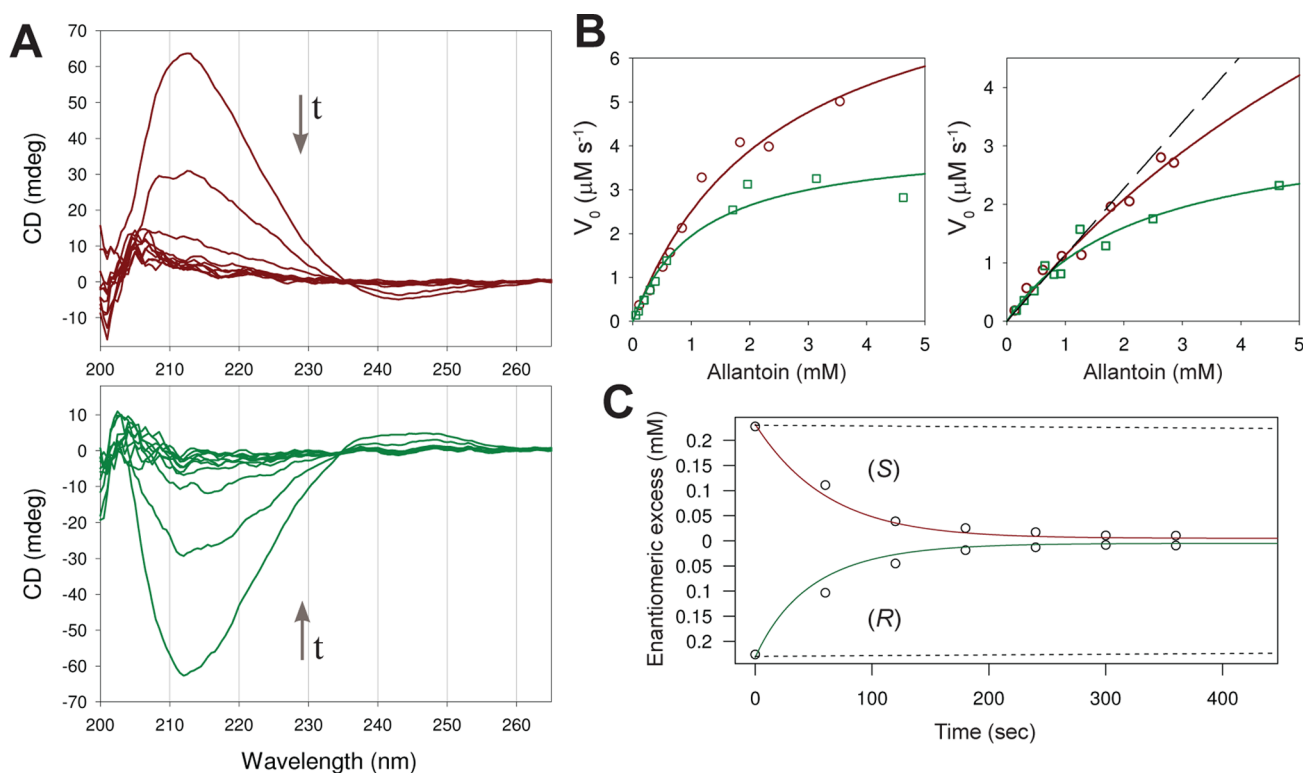 A
CD (mdeg)
70
60
50
40
30
20
10
0
-10
t
200 210 220 230 240 250 260
CD (mdeg)
10
0
-10
-20
-30
-40
-50
-60
-70
t
200 210 220 230 240 250 260
Wavelength (nm)
B
V0 (μM s-1)
6
5
4
3
2
1
0
0 1 2 3 4 5
Allantoin (mM)
V0 (μM s-1)
4
3
2
1
0
0 1 2 3 4 5
Allantoin (mM)
C
Enantiomeric excess (mM)
0.2
0.15
0.1
0.05
0
0.05
0.1
0.15
0.2
(S)
(R)
0 100 200 300 400
Time (sec)